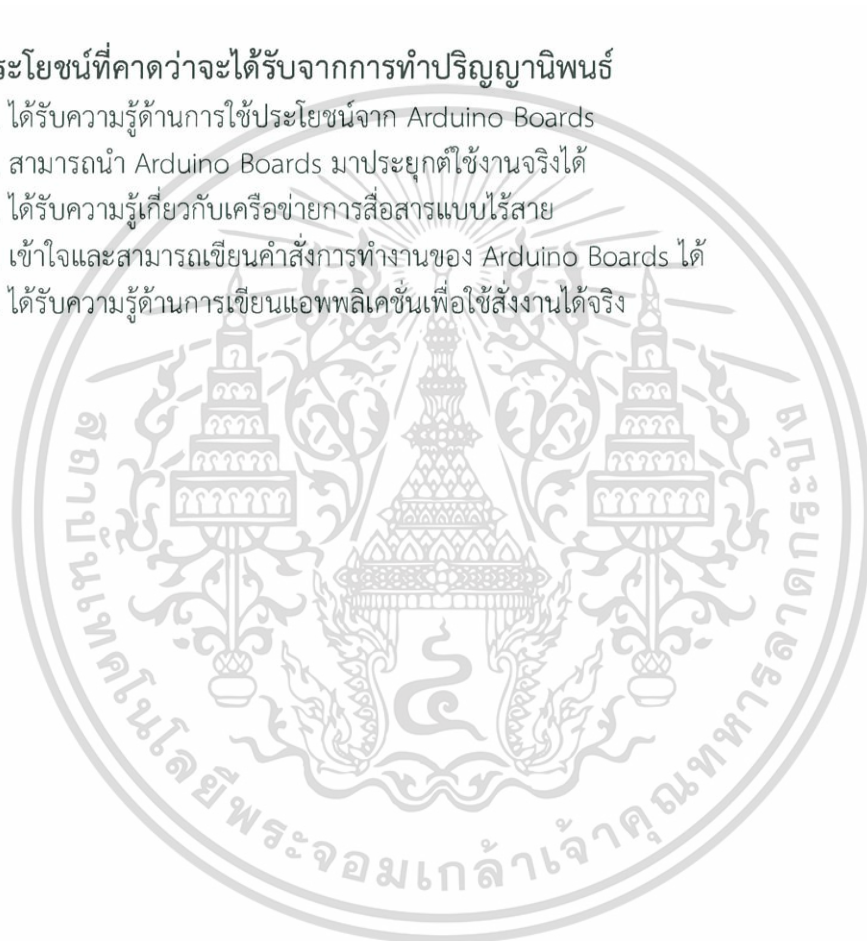 ระโยชน์ที่คาดว่าจะได้รับจากการทำปริญญานิพนธ์
ได้รับความรู้ด้านการใช้ประโยชน์จาก Arduino Boards
สามารถนำ Arduino Boards มาประยุกต์ใช้งานจริงได้
ได้รับความรู้เกี่ยวกับเครือข่ายการสื่อสารแบบไร้สาย
เข้าใจและสามารถเขียนคำสั่งการทำงานของ Arduino Boards ได้
ได้รับความรู้ด้านการเขียนแอพพลิเคชั่นเพื่อใช้สั่งงานได้จริง
สถาบันเทคโนโลยีพระจอมเกล้าเจ้าคุณทหารลาดกระบัง
๔